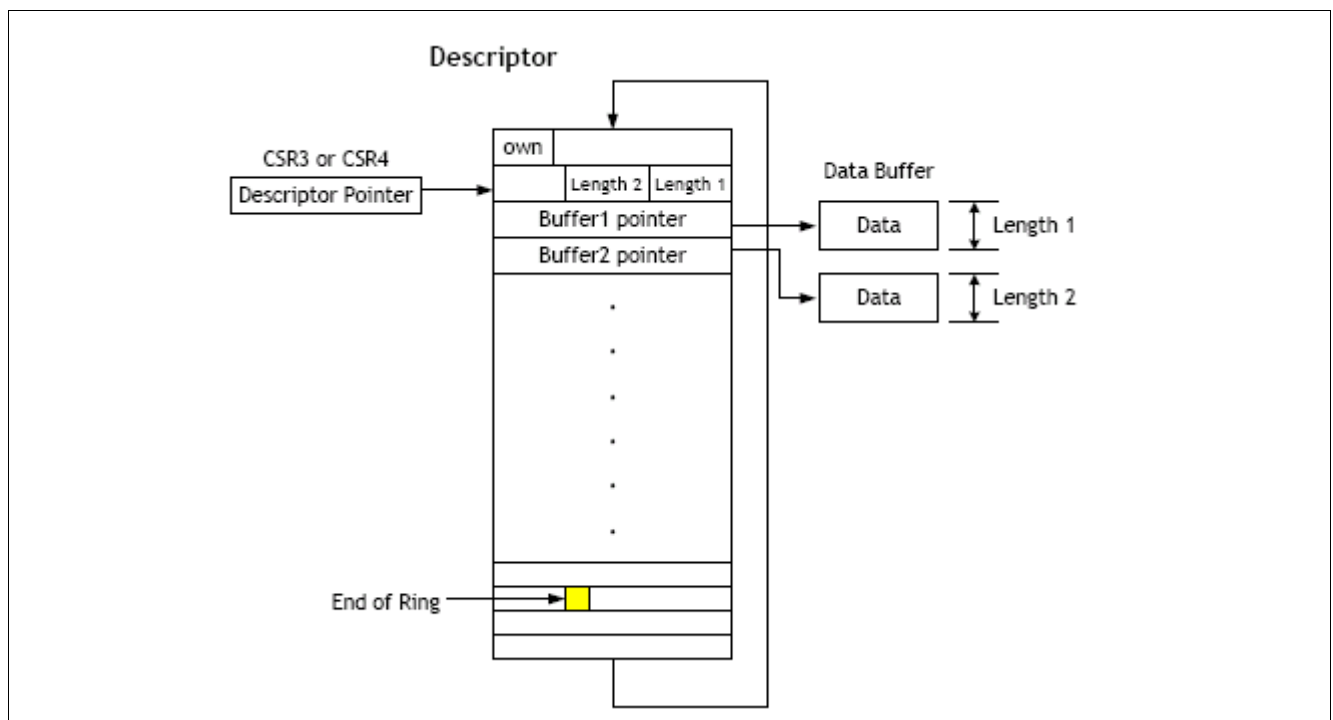 Descriptor
own
CSR3 or CSR4
Descriptor Pointer
Length 2 Length 1
Buffer1 pointer
Buffer2 pointer
Data Buffer
Data
Length 1
Data
Length 2
End of Ring